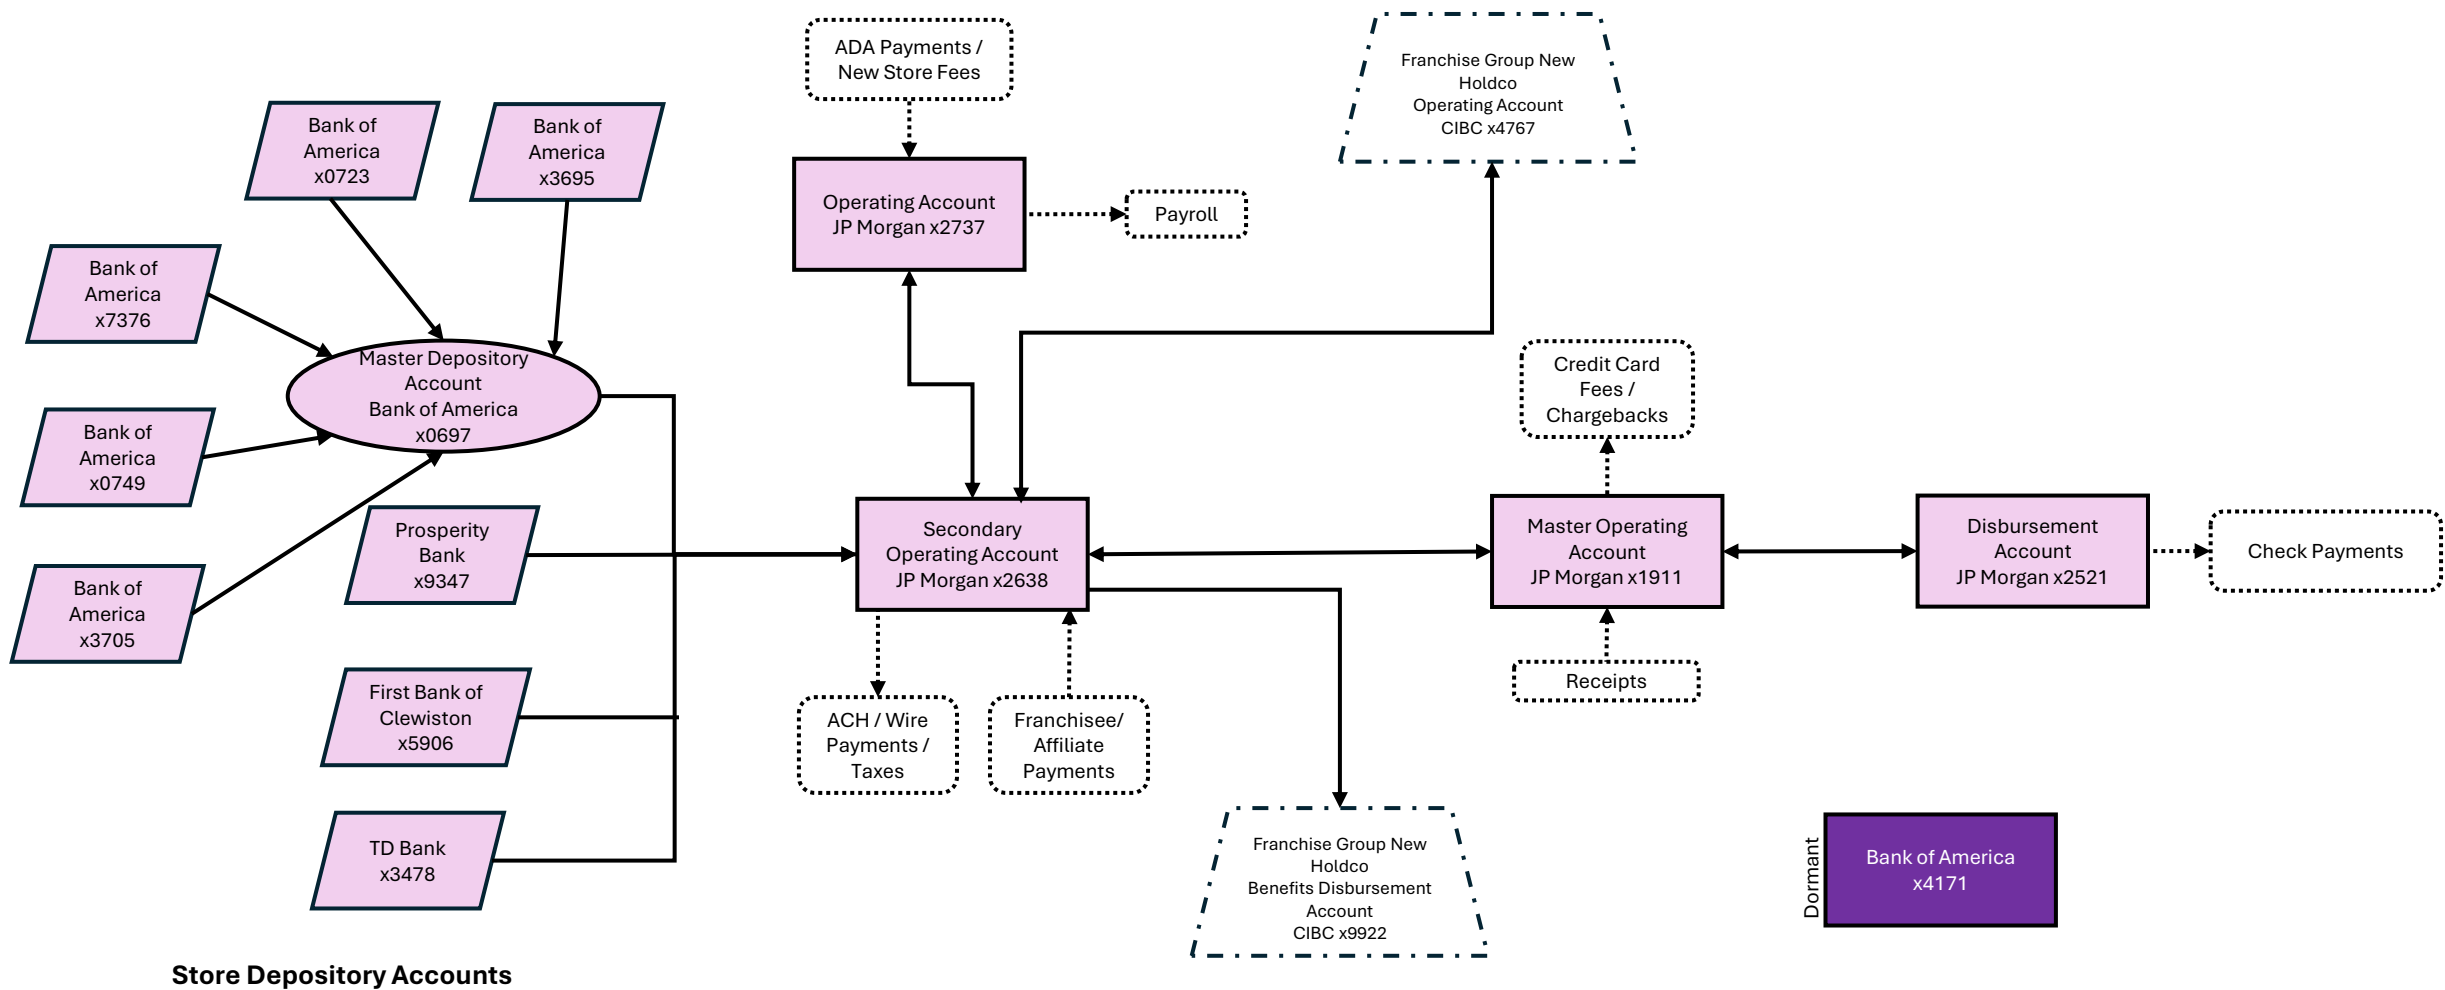 ADA Payments /
New Store Fees
Franchise Group New
Holdco
Operating Account
CIBC x4767
Bank of
America
x0723
Bank of
America
x3695
Operating Account
JP Morgan x2737
Payroll
Bank of
America
x7376
Master Depository
Account
Bank of America
x0697
Credit Card
Fees /
Chargebacks
Bank of
America
x0749
Prosperity
Bank
x9347
Secondary
Operating Account
JP Morgan x2638
Master Operating
Account
JP Morgan x1911
Disbursement
Account
JP Morgan x2521
Check Payments
Bank of
America
x3705
Receipts
First Bank of
Clewiston
x5906
ACH / Wire
Payments /
Taxes
Franchisee/
Affiliate
Payments
TD Bank
x3478
Franchise Group New
Holdco
Benefits Disbursement
Account
CIBC x9922
Dormant
Bank of America
x4171
Store Depository Accounts